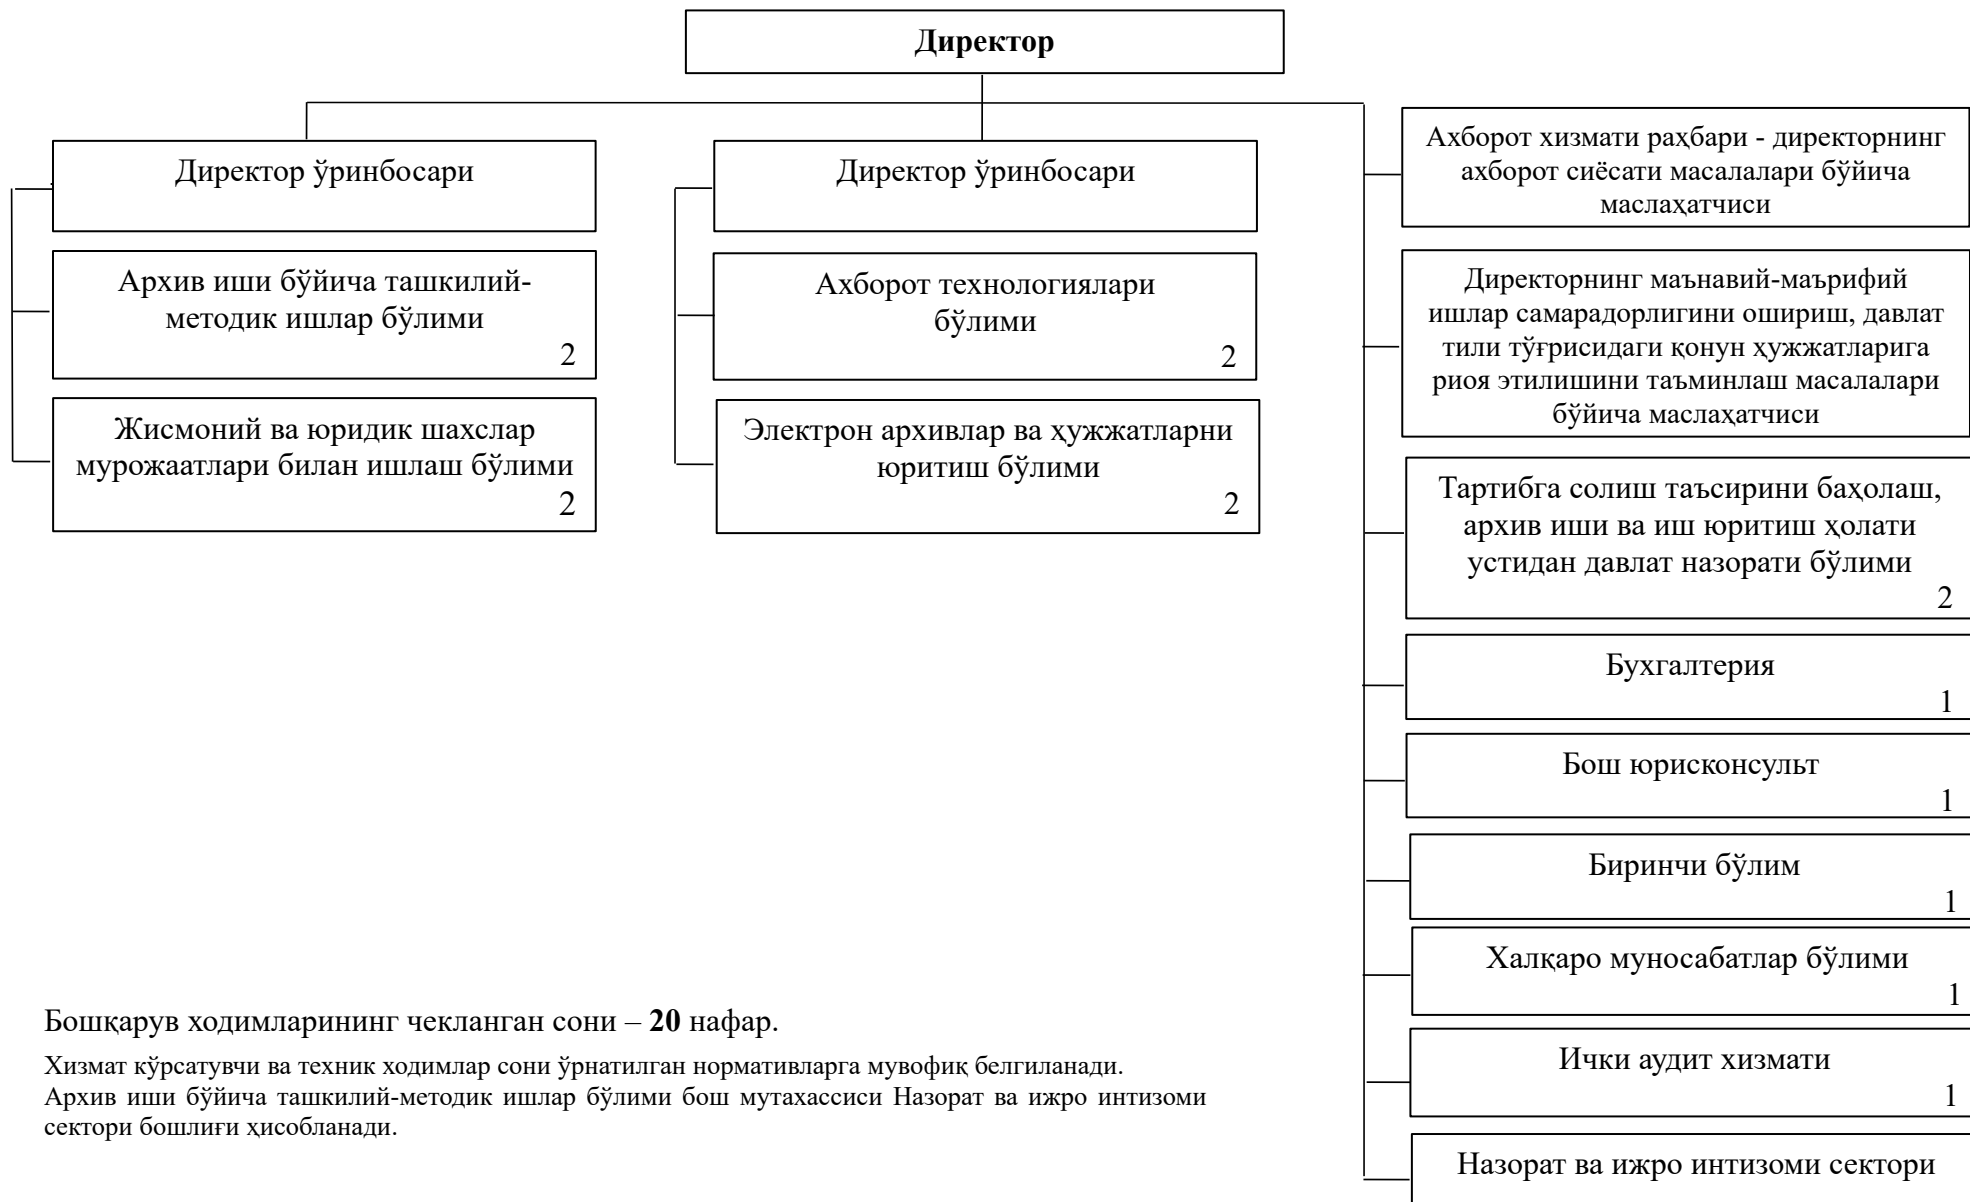 Директор
Директор ўринбосари
Архив иши бўйича ташкилий-
методик ишлар бўлими
2
Жисмоний ва юридик шахслар
мурожаатлари билан ишлаш бўлими
2
Директор ўринбосари
Ахборот технологиялари
бўлими
2
Электрон архивлар ва ҳужжатларни
юритиш бўлими
2
Ахборот хизмати раҳбари - директорнинг
ахборот сиёсати масалалари бўйича
маслаҳатчиси
Директорнинг маънавий-маърифий
ишлар самарадорлигини ошириш, давлат
тили тўғрисидаги қонун ҳужжатларига
риоя этилишини таъминлаш масалалари
бўйича маслаҳатчиси
Тартибга солиш таъсирини баҳолаш,
архив иши ва иш юритиш ҳолати
устидан давлат назорати бўлими
2
Бухгалтерия
1
Бош юрисконсульт
1
Биринчи бўлим
1
Халқаро муносабатлар бўлими
1
Ички аудит хизмати
1
Назорат ва ижро интизоми сектори
Бошқарув ходимларининг чекланган сони – 20 нафар.
Хизмат кўрсатувчи ва техник ходимлар сони ўрнатилган нормативларга мувофиқ белгиланади.
Архив иши бўйича ташкилий-методик ишлар бўлими бош мутахассиси Назорат ва ижро интизоми
сектори бошлиғи ҳисобланади.